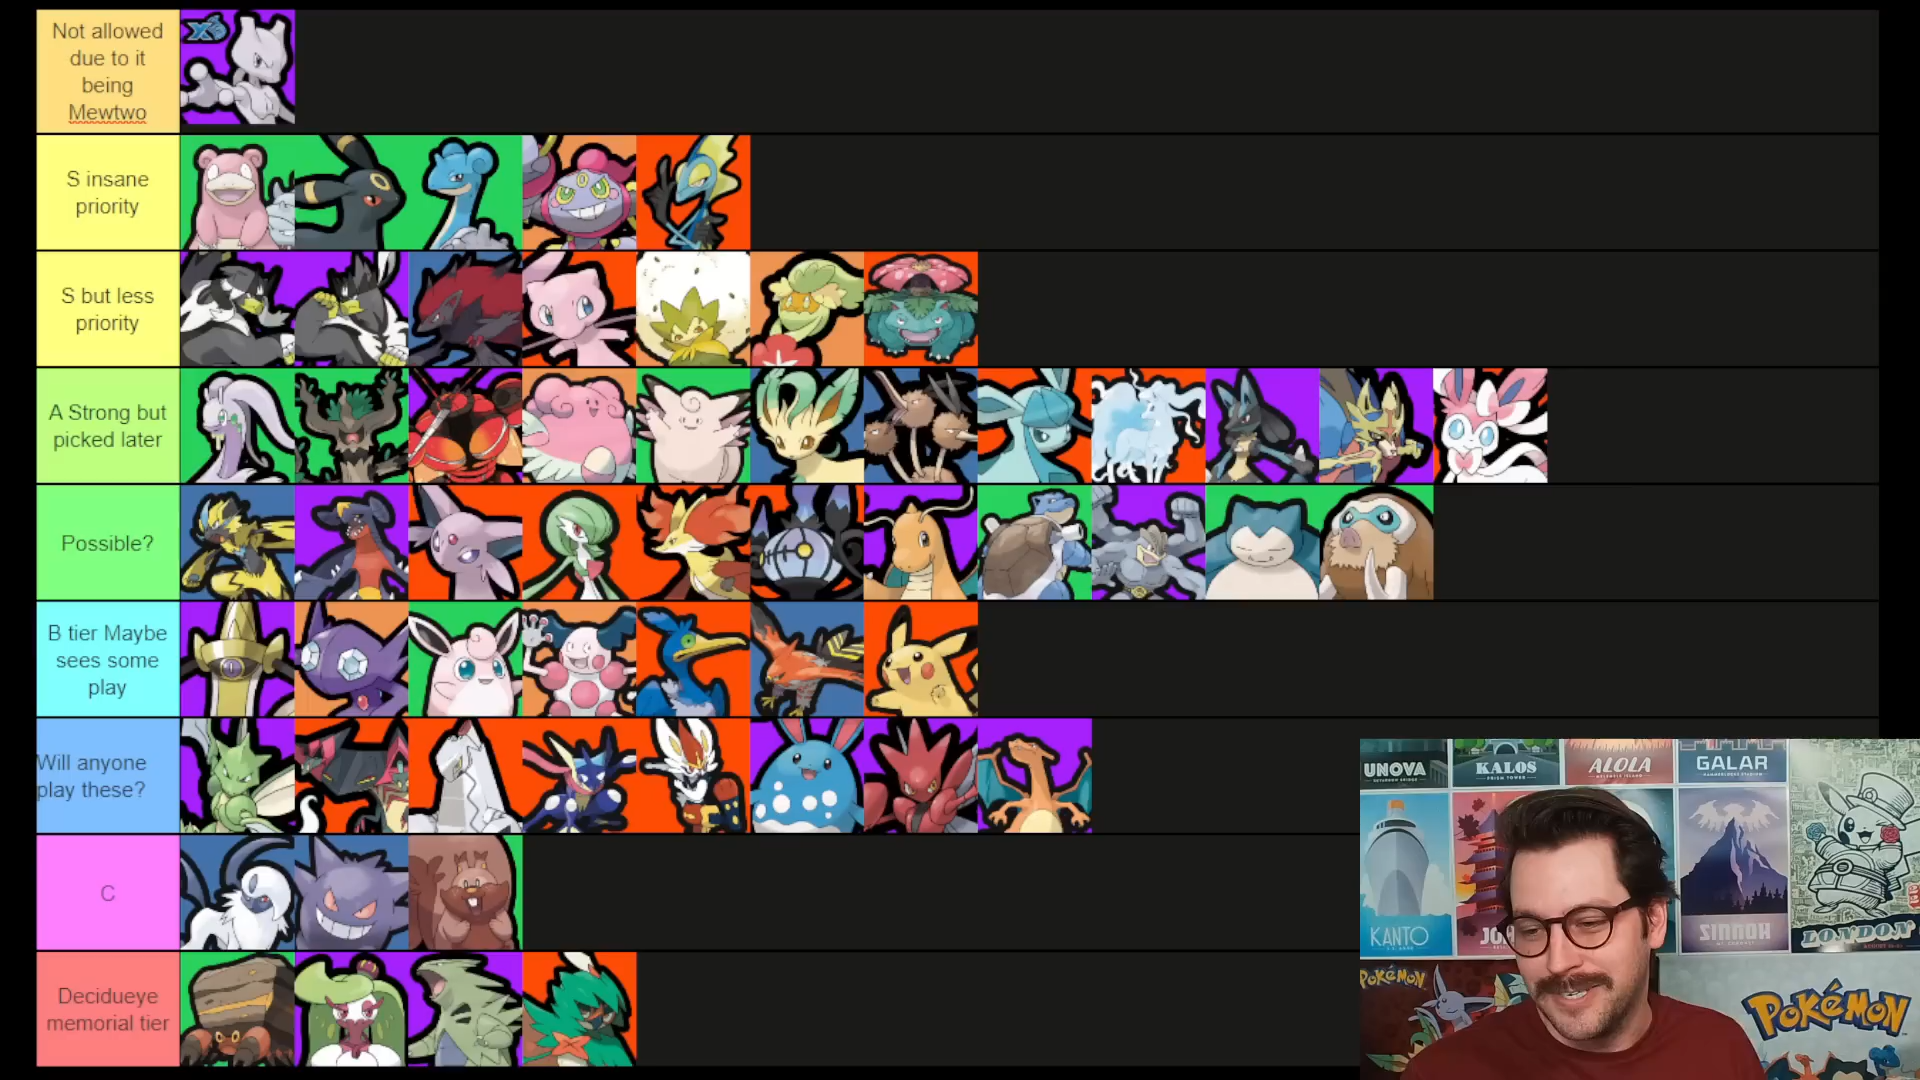 Not allowed
due to it
being
Mewtwo
X
S insane
priority
S but less
priority
A Strong but
picked later
Possible?
B tier Maybe
sees some
play
Will anyone
play these?
C
Decidueye
memorial tier
UNOVA
KALOS
ALOLA
GALAR
KANTO
SINNOH
LONDON
POKÉMON
POKÉMON